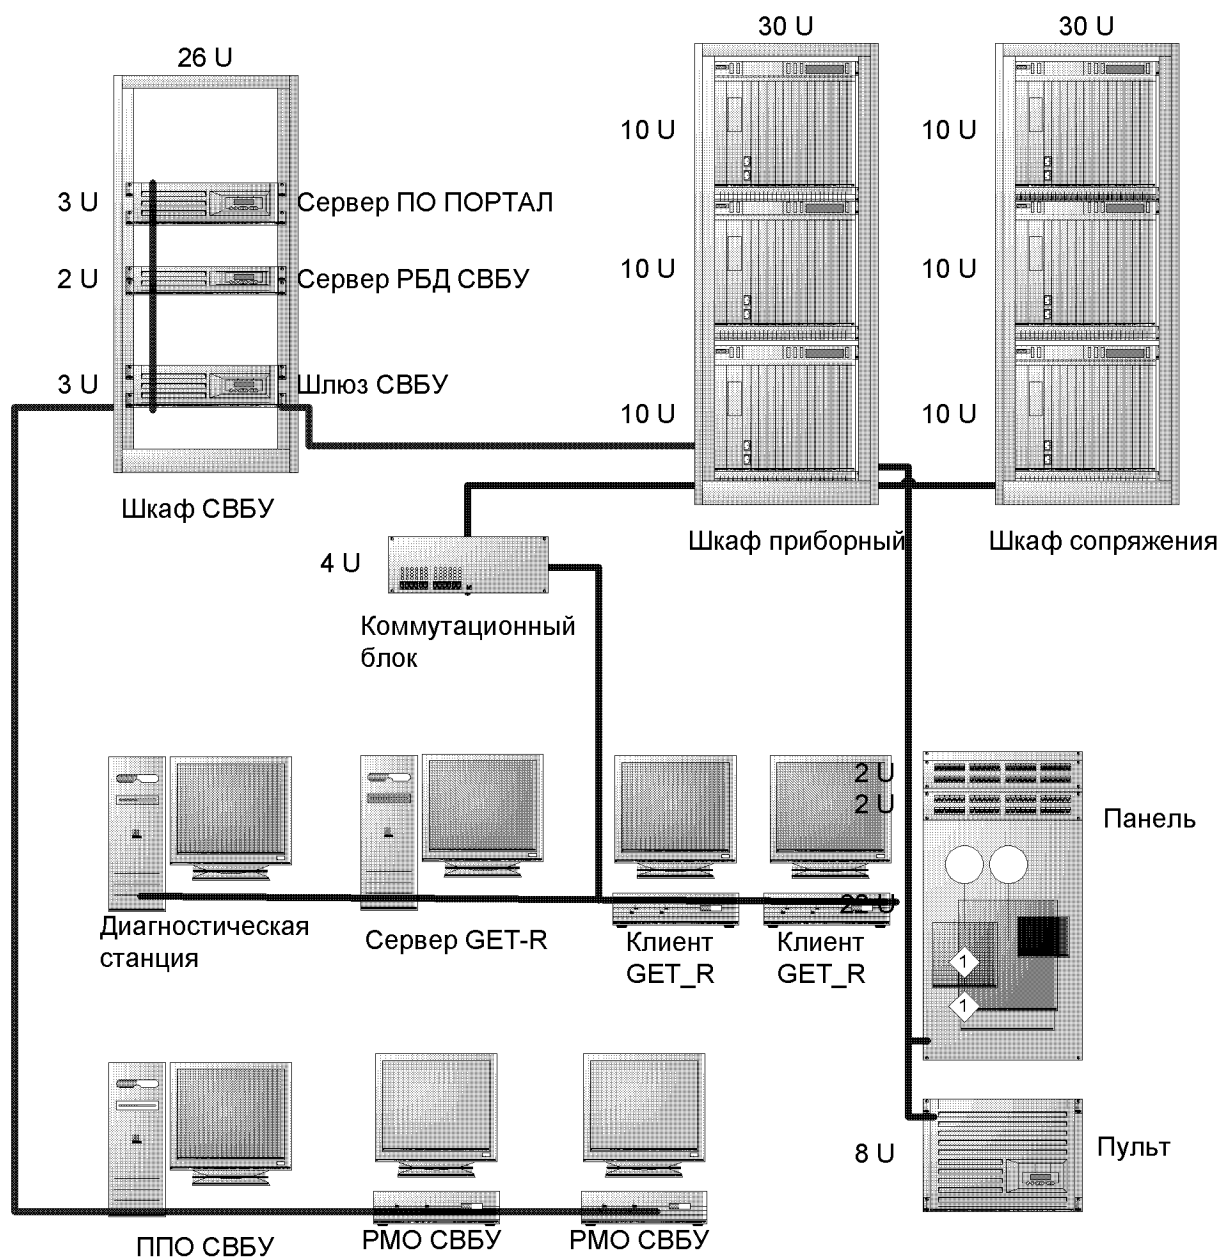 30 U
30 U
26 U
10 U
10 U
3 U
Сервер ПО ПОРТАЛ
2 U
Сервер РБД СВБУ
10 U
10 U
3 U
Шлюз СВБУ
10 U
10 U
Шкаф СВБУ
Шкаф приборный
Шкаф сопряжения
4 U
Коммутационный
блок
2 U
2 U
Панель
22 U
Диагностическая
станция
Сервер GET-R
Клиент
GET_R
Клиент
GET_R
1
1
8 U
Пульт
ППО СВБУ
РМО СВБУ
РМО СВБУ